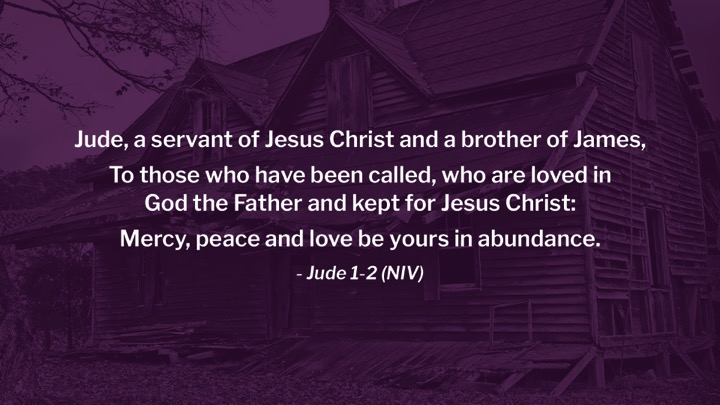 Jude, a servant of Jesus Christ and a brother of James,
To those who have been called, who are loved in
God the Father and kept for Jesus Christ:
Mercy, peace and love be yours in abundance.
- Jude 1-2 (NIV)